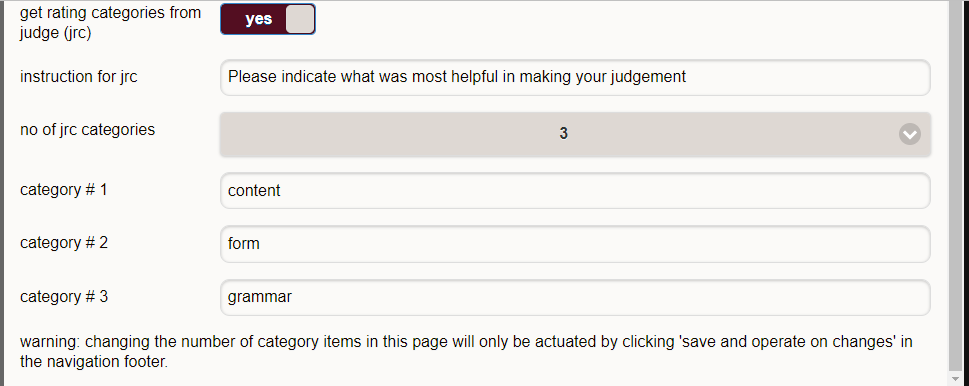 get rating categories from
judge (jrc)
yes
instruction for jrc
Please indicate what was most helpful in making your judgement
no of jrc categories
3
category # 1
content
category # 2
form
category # 3
grammar
warning: changing the number of category items in this page will only be actuated by clicking 'save and operate on changes' in
the navigation footer.